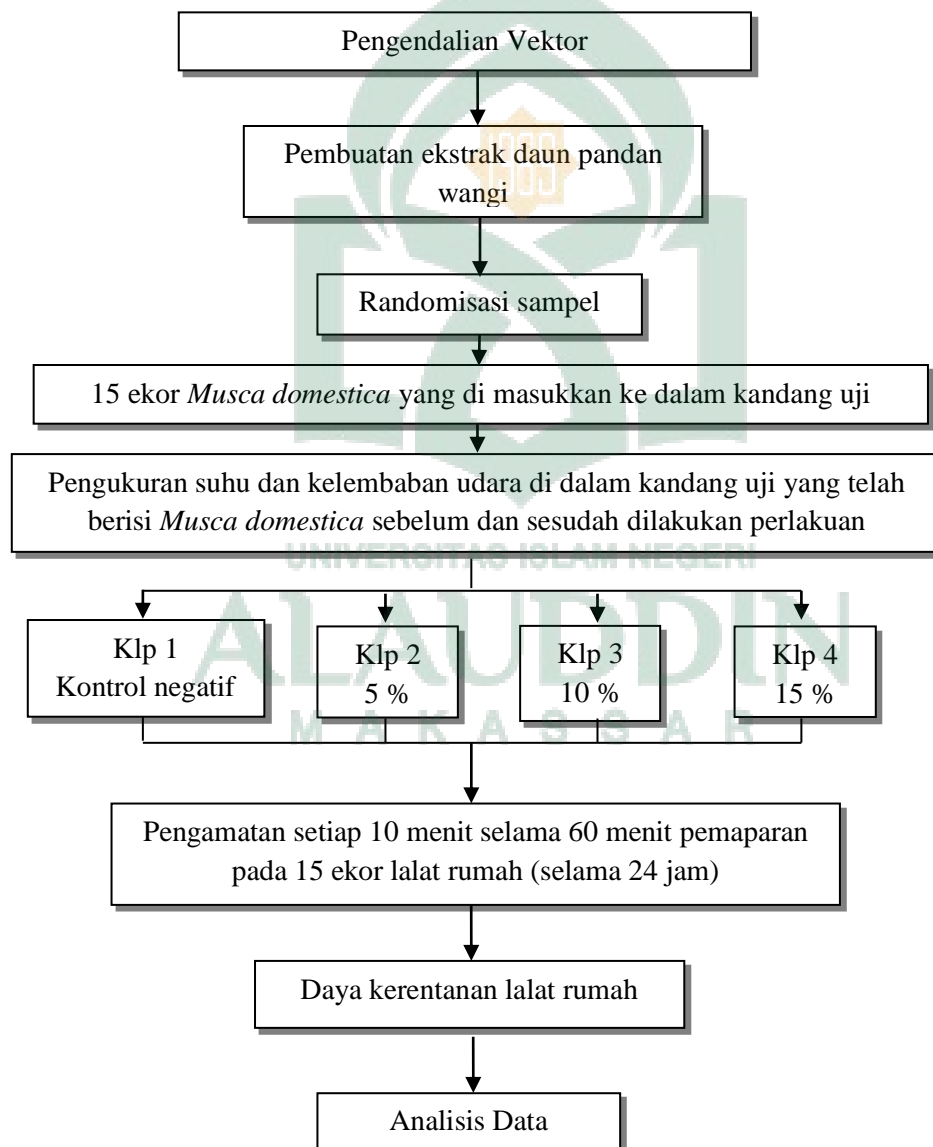 Pengendalian Vektor
Pembuatan ekstrak daun pandan
wangi
Randomisasi sampel
15 ekor Musca domestica yang di masukkan ke dalam kandang uji
Pengukuran suhu dan kelembaban udara di dalam kandang uji yang telah
berisi Musca domestica sebelum dan sesudah dilakukan perlakuan
UNIVERSITAS ISLAM NEGERI
ALAUDDIN
MAKASSAR
Klp 1
Kontrol negatif
Klp 2
5 %
Klp 3
10 %
Klp 4
15 %
Pengamatan setiap 10 menit selama 60 menit pemaparan
pada 15 ekor lalat rumah (selama 24 jam)
Daya kerentanan lalat rumah
Analisis Data